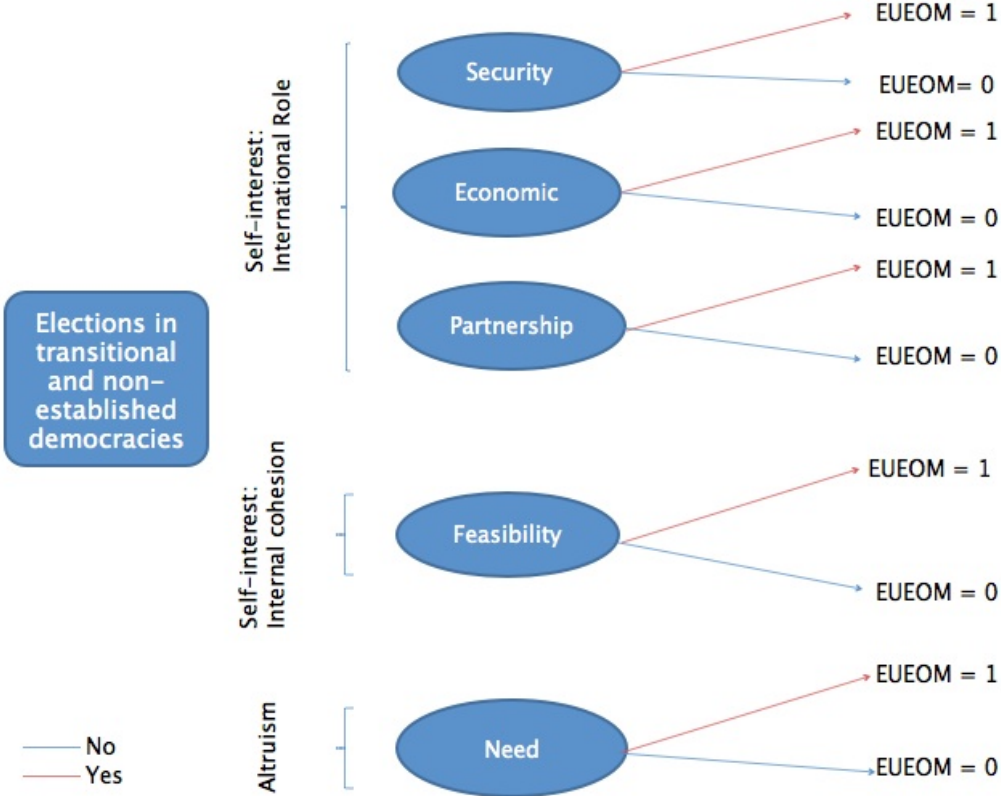 Elections in
transitional
and non-
established
democracies
Self-interest:
International Role
Security
EUEOM = 1
EUEOM= 0
Economic
EUEOM = 1
EUEOM = 0
Partnership
EUEOM = 1
EUEOM = 0
Self-interest:
Internal cohesion
Feasibility
EUEOM = 1
EUEOM = 0
Altruism
Need
EUEOM = 1
EUEOM = 0
No
Yes